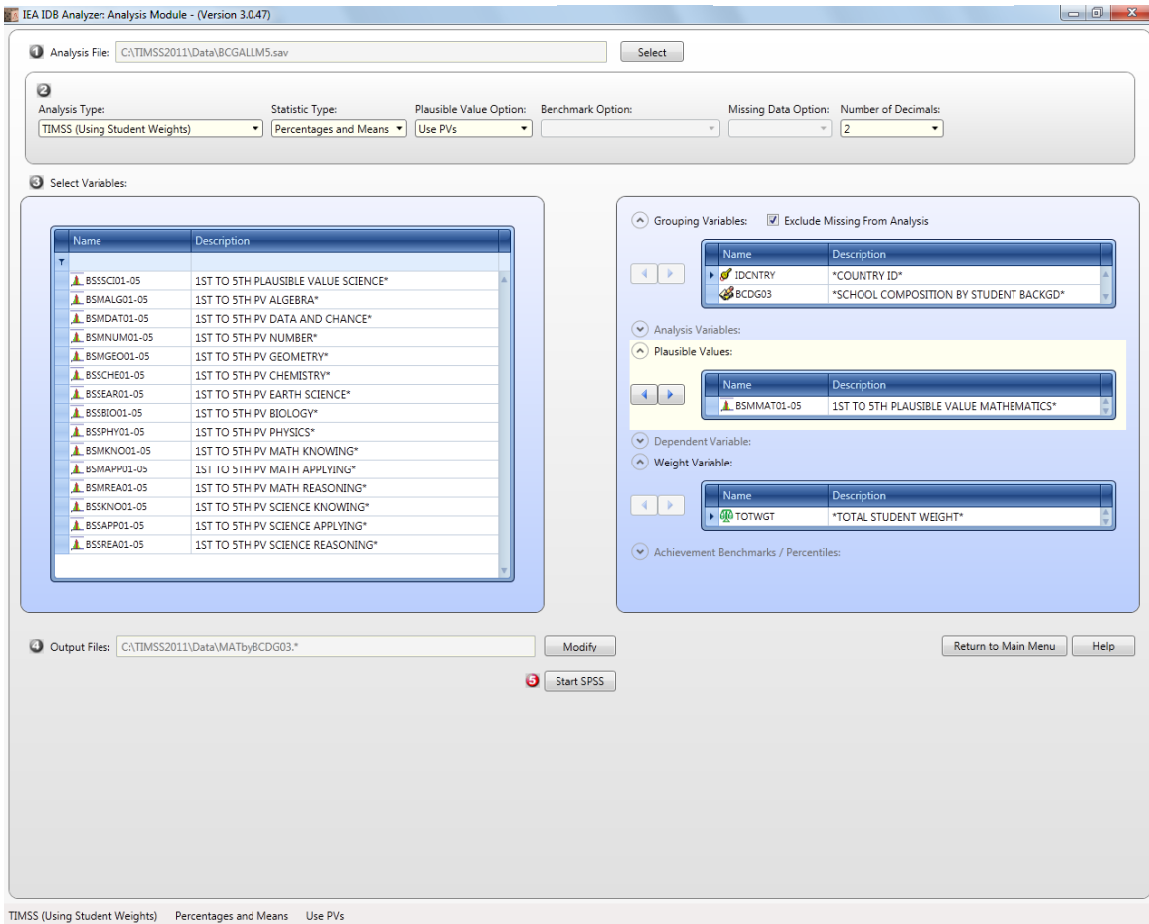 IEA IDB Analyzer: Analysis Module - (Version 3.0.47)
1 Analysis File: C:\TIMSS2011\Data\BCGALLM5.sav Select
2
Analysis Type: Statistic Type: Plausible Value Option: Benchmark Option: Missing Data Option: Number of Decimals:
TIMSS (Using Student Weights) Percentages and Means Use PVs 2
3 Select Variables:
Name Description
BSSSCI01-05 1ST TO 5TH PLAUSIBLE VALUE SCIENCE*
BSMALG01-05 1ST TO 5TH PV ALGEBRA*
BSMDAT01-05 1ST TO 5TH PV DATA AND CHANCE*
BSMNUM01-05 1ST TO 5TH PV NUMBER*
BSMGEO01-05 1ST TO 5TH PV GEOMETRY*
BSSCHE01-05 1ST TO 5TH PV CHEMISTRY*
BSSEAR01-05 1ST TO 5TH PV EARTH SCIENCE*
BSSBIO01-05 1ST TO 5TH PV BIOLOGY*
BSSPHY01-05 1ST TO 5TH PV PHYSICS*
BSMKNO01-05 1ST TO 5TH PV MATH KNOWING*
BSMAPP01-05 1ST TO 5TH PV MATH APPLYING*
BSMREA01-05 1ST TO 5TH PV MATH REASONING*
BSSKNO01-05 1ST TO 5TH PV SCIENCE KNOWING*
BSSAPP01-05 1ST TO 5TH PV SCIENCE APPLYING*
BSSREA01-05 1ST TO 5TH PV SCIENCE REASONING*
Grouping Variables: Exclude Missing From Analysis
Name Description
IDCNTRY *COUNTRY ID*
BCDG03 *SCHOOL COMPOSITION BY STUDENT BACKGD*
Analysis Variables:
Plausible Values:
Name Description
BSMMAT01-05 1ST TO 5TH PLAUSIBLE VALUE MATHEMATICS*
Dependent Variable:
Weight Variable:
Name Description
TOTWGT *TOTAL STUDENT WEIGHT*
Achievement Benchmarks / Percentiles:
4 Output Files: C:\TIMSS2011\Data\MATbyBCDG03.* Modify Return to Main Menu Help
5 Start SPSS
TIMSS (Using Student Weights) Percentages and Means Use PVs